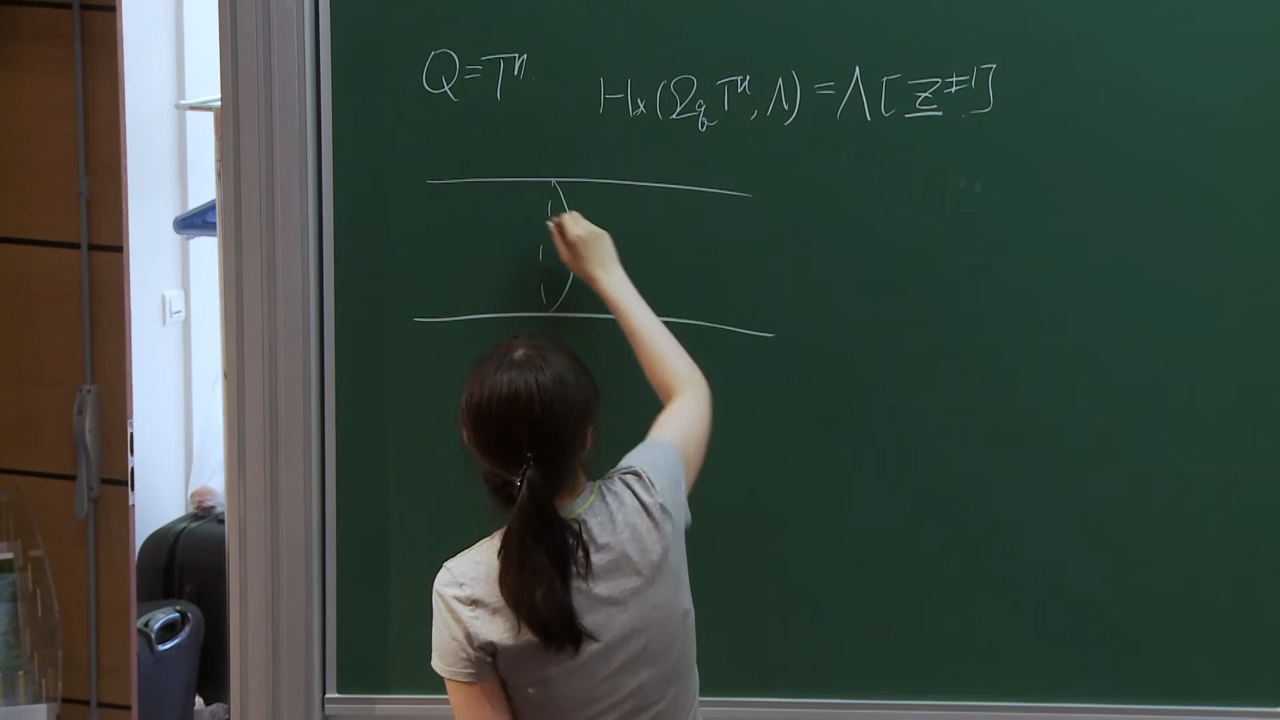 Q=Tⁿ.
H_*(Ω_q Tⁿ, Λ) = Λ[z^{±1}]